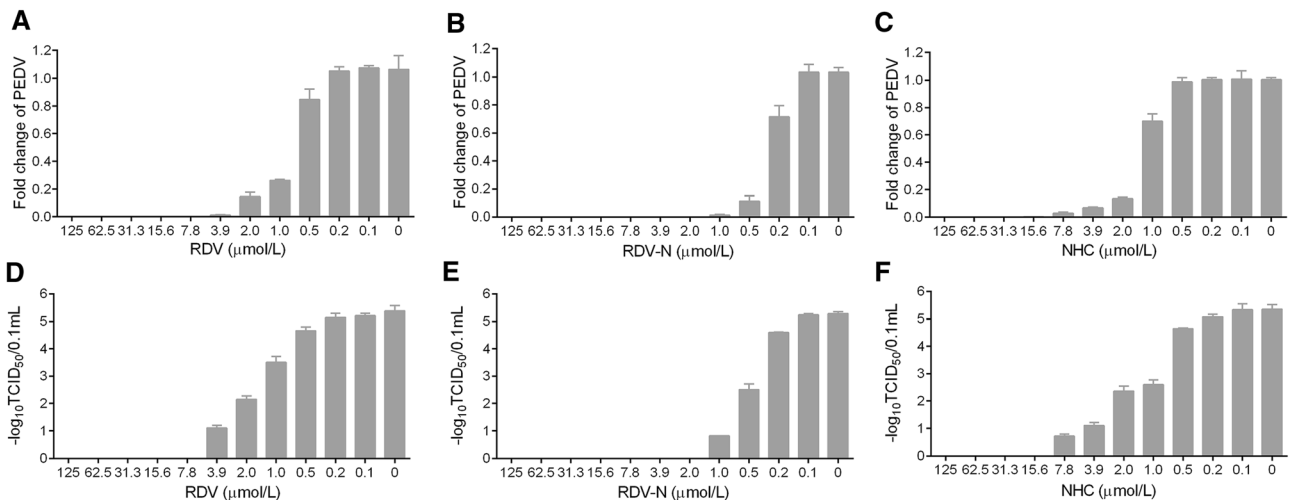 A
Fold change of PEDV
1.2
1.0
0.8
0.6
0.4
0.2
0.0
125 62.5 31.3 15.6 7.8 3.9 2.0 1.0 0.5 0.2 0.1 0
RDV (μmol/L)
B
Fold change of PEDV
1.2
1.0
0.8
0.6
0.4
0.2
0.0
125 62.5 31.3 15.6 7.8 3.9 2.0 1.0 0.5 0.2 0.1 0
RDV-N (μmol/L)
C
Fold change of PEDV
1.2
1.0
0.8
0.6
0.4
0.2
0.0
125 62.5 31.3 15.6 7.8 3.9 2.0 1.0 0.5 0.2 0.1 0
NHC (μmol/L)
D
-log₁₀TCID₅₀/0.1mL
6
5
4
3
2
1
0
125 62.5 31.3 15.6 7.8 3.9 2.0 1.0 0.5 0.2 0.1 0
RDV (μmol/L)
E
-log₁₀TCID₅₀/0.1mL
6
5
4
3
2
1
0
125 62.5 31.3 15.6 7.8 3.9 2.0 1.0 0.5 0.2 0.1 0
RDV-N (μmol/L)
F
-log₁₀TCID₅₀/0.1mL
6
5
4
3
2
1
0
125 62.5 31.3 15.6 7.8 3.9 2.0 1.0 0.5 0.2 0.1 0
NHC (μmol/L)